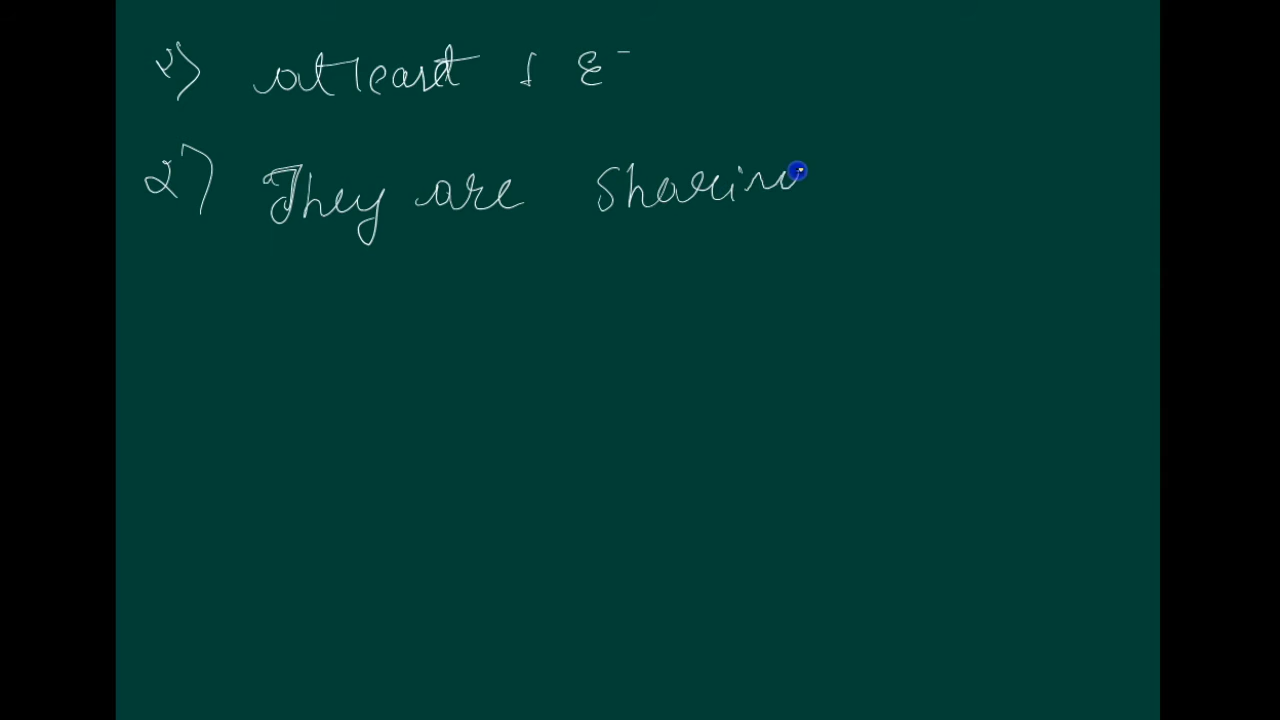 1) atleast 1 e⁻
2) They are sharin